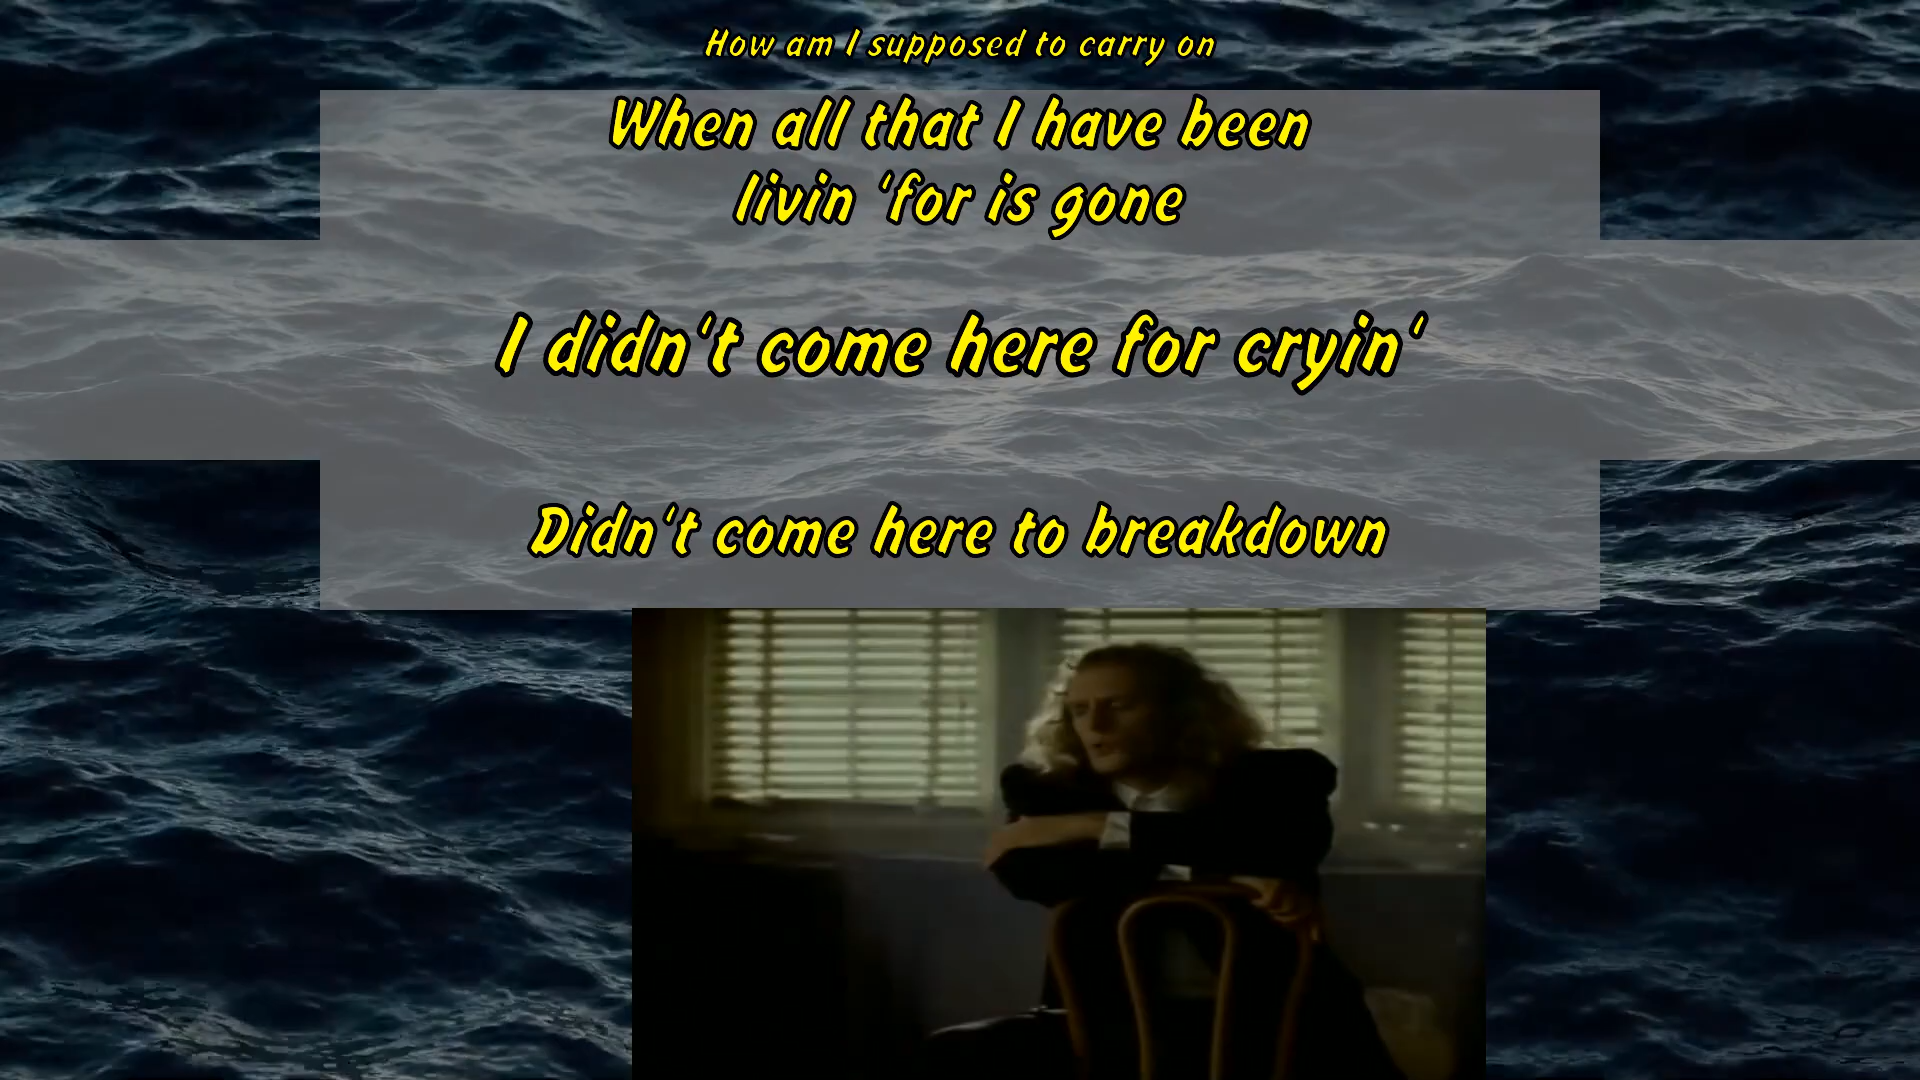 How am I supposed to carry on
When all that I have been
livin 'for is gone
I didn't come here for cryin'
Didn't come here to breakdown